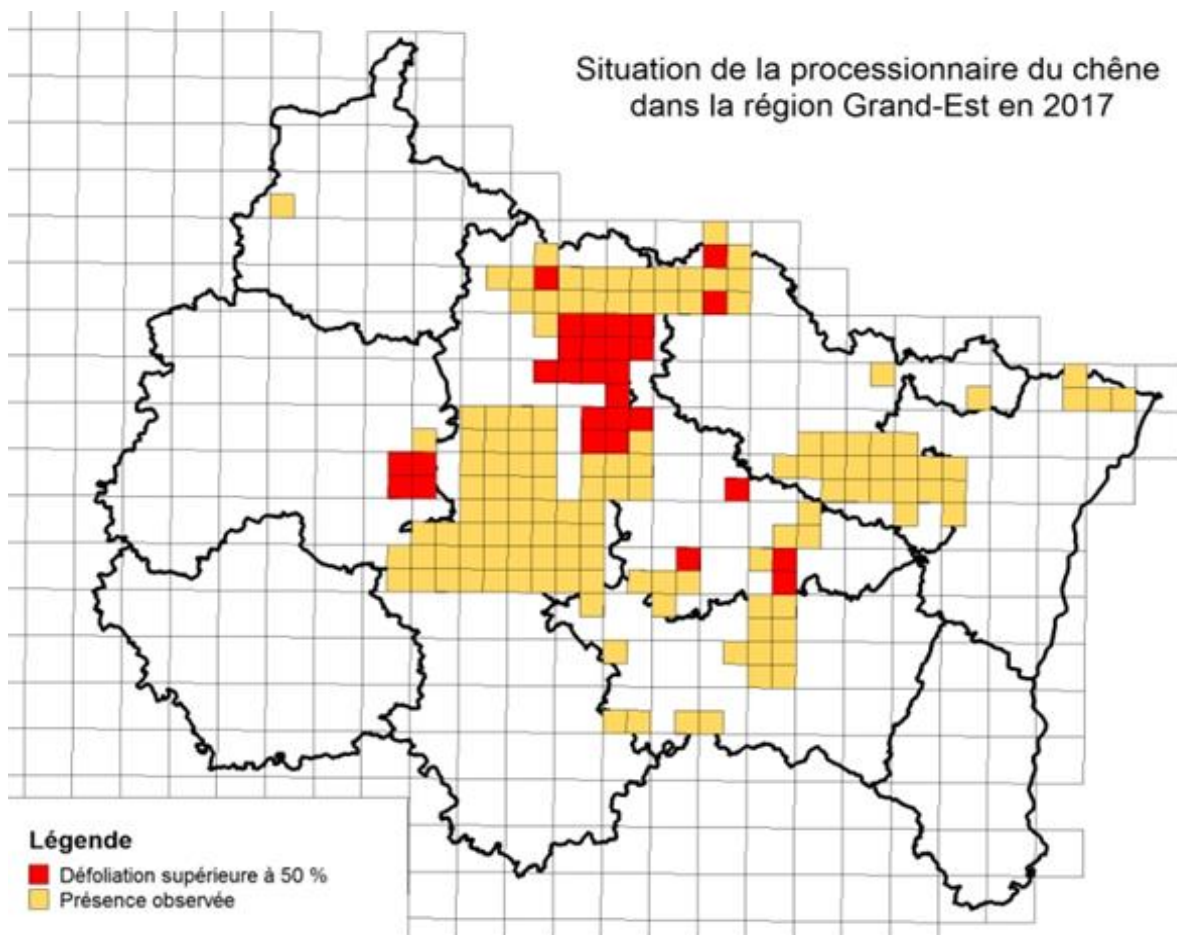 Situation de la processionnaire du chêne
dans la région Grand-Est en 2017
Légende
Défoliation supérieure à 50 %
Présence observée